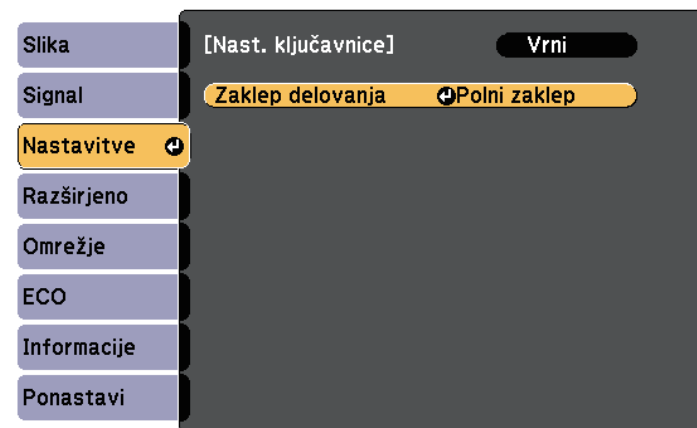 Slika
[Nast. ključavnice] Vrni
Signal
Zaklep delovanja Polni zaklep
Nastavitve
Razširjeno
Omrežje
ECO
Informacije
Ponastavi